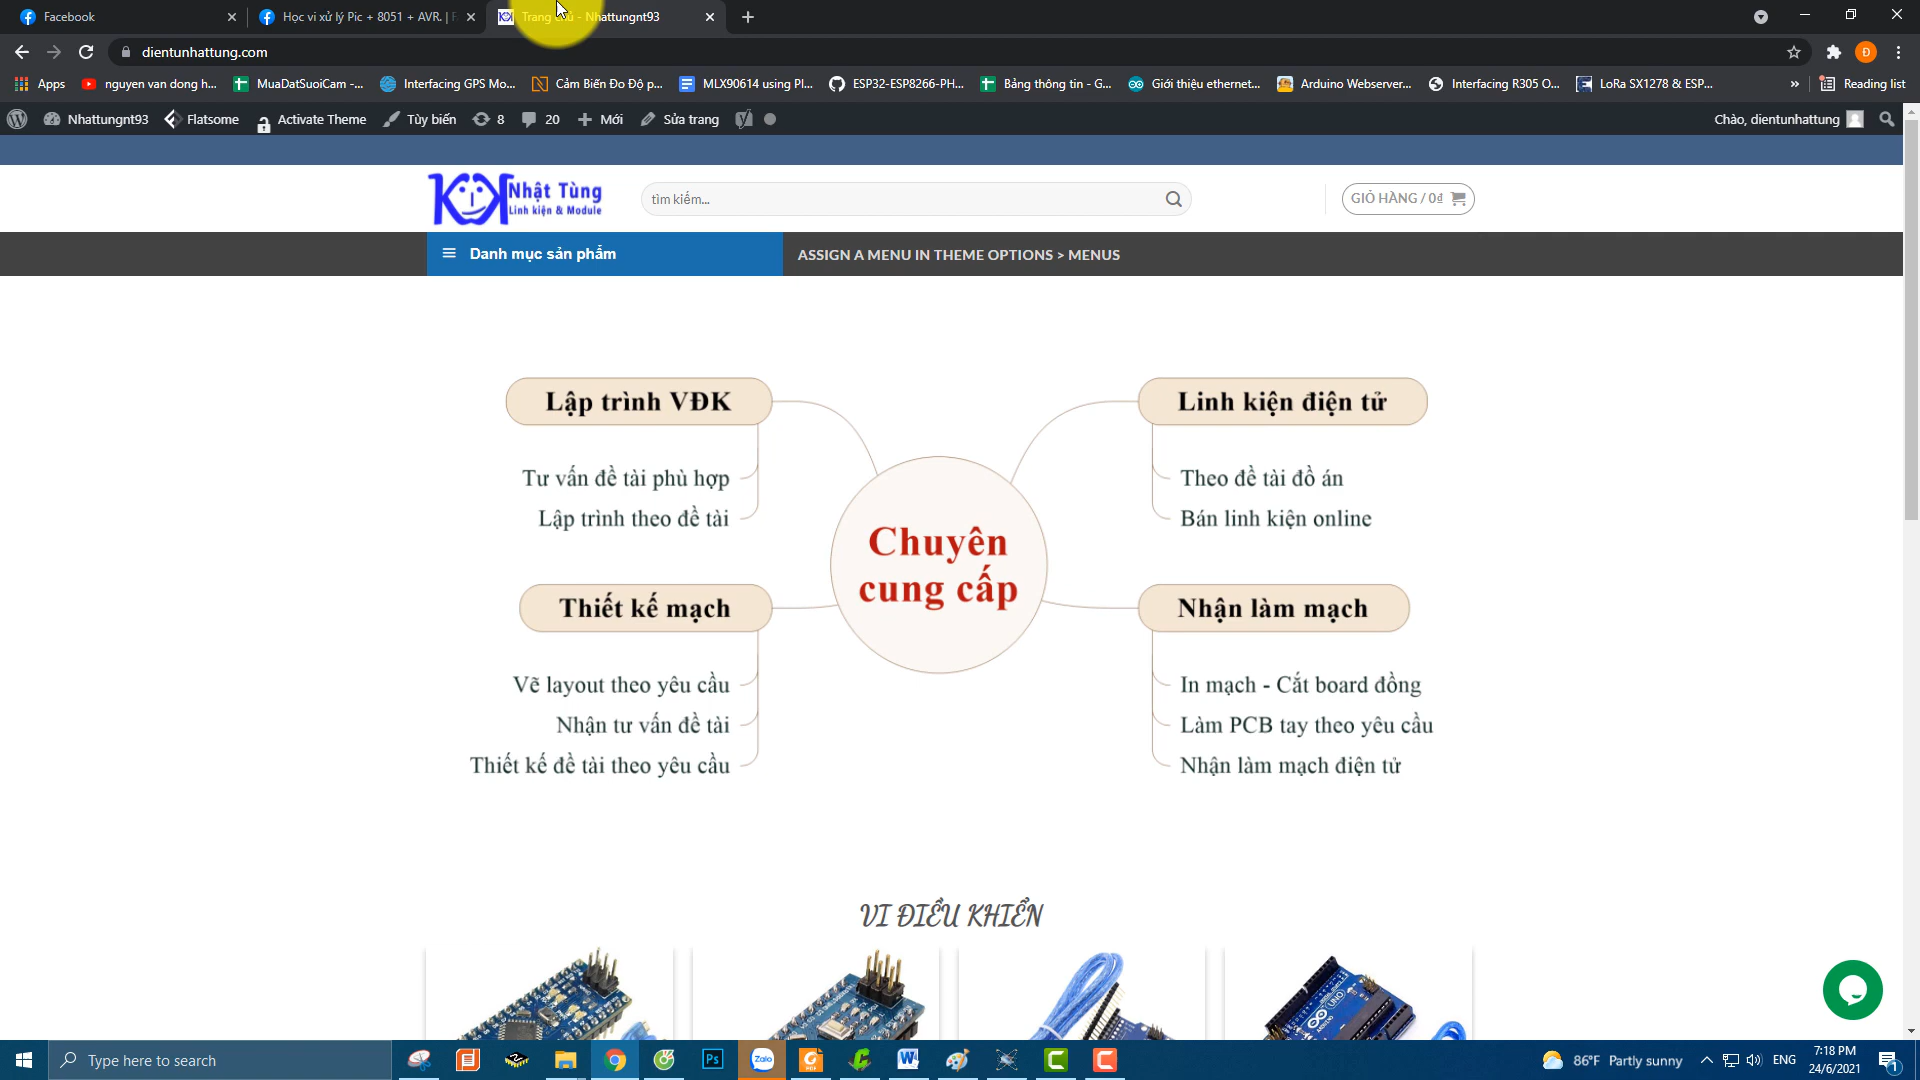 Facebook
Học vi xử lý Pic + 8051 + AVR. | F
Trang chủ - Nhattungnt93
dientunhattung.com
Apps
nguyen van dong h...
MuaDatSuoiCam -...
Interfacing GPS Mo...
Cảm Biến Đo Độ p...
MLX90614 using PI...
ESP32-ESP8266-PH...
Bảng thông tin - G...
Giới thiệu ethernet...
Arduino Webserver...
Interfacing R305 O...
LoRa SX1278 & ESP...
»
Reading list
Nhattungnt93
Flatsome
Activate Theme
Tùy biến
8
20
Mới
Sửa trang
Chào, dientunhattung
Nhật Tùng
Linh kiện & Module
tìm kiếm...
GIỎ HÀNG / 0₫
Danh mục sản phẩm
ASSIGN A MENU IN THEME OPTIONS > MENUS
Lập trình VĐK
Tư vấn đề tài phù hợp
Lập trình theo đề tài
Linh kiện điện tử
Theo đề tài đồ án
Bán linh kiện online
Chuyên
cung cấp
Thiết kế mạch
Vẽ layout theo yêu cầu
Nhận tư vấn đề tài
Thiết kế đề tài theo yêu cầu
Nhận làm mạch
In mạch - Cắt board đồng
Làm PCB tay theo yêu cầu
Nhận làm mạch điện tử
VI ĐIỀU KHIỂN
UNO
Type here to search
Ps
Zalo
86°F Partly sunny
ENG
7:18 PM
24/6/2021
1